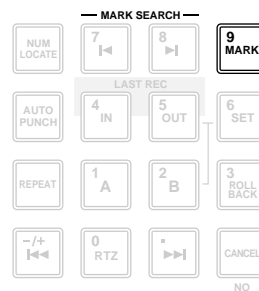 MARK SEARCH
NUM LOCATE
7
8
9 MARK
LAST REC
AUTO PUNCH
4 IN
5 OUT
6 SET
REPEAT
1 A
2 B
3 ROLL BACK
−/+
0 RTZ
.
CANCEL
NO